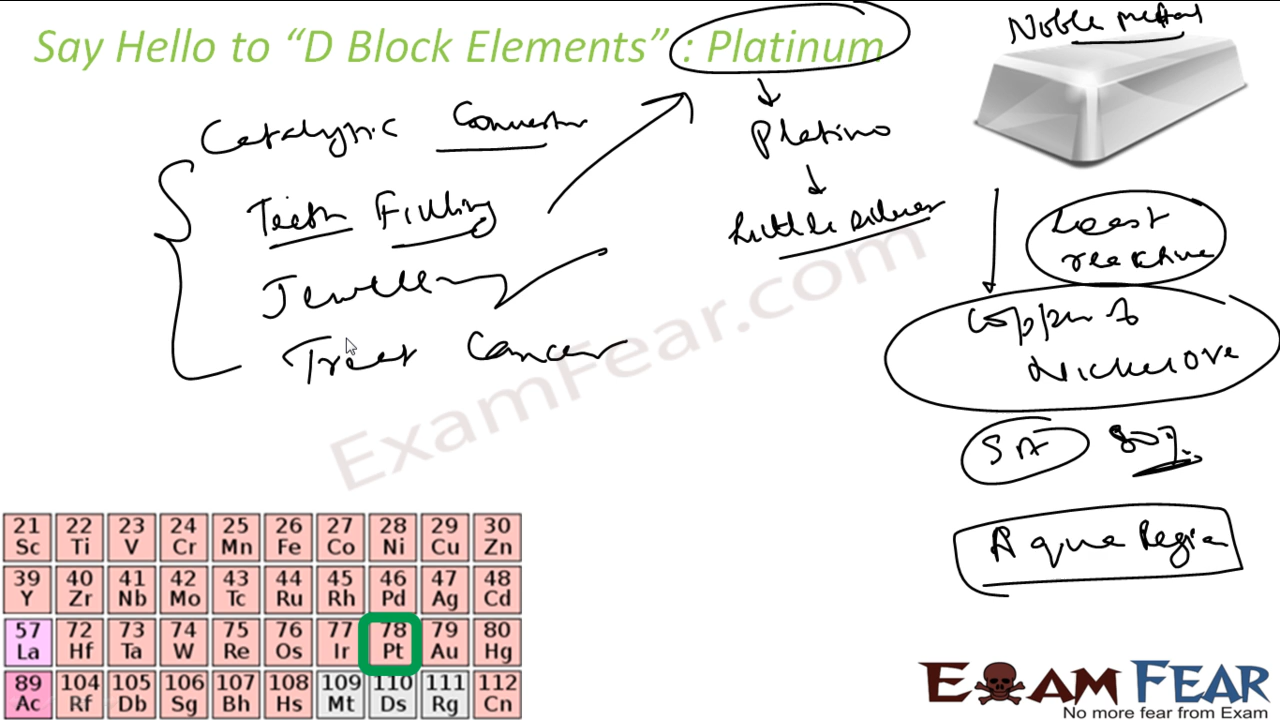 Say Hello to “D Block Elements” : Platinum
Noble metal
Catalytic Convertor
Teeth Filling
Jewellery
Treat Cancer
Platino
Little silver
Least
reactive
Copper &
Nickel Ore
SA 80%
Aqua Regia
ExamFear.com
21 22 23 24 25 26 27 28 29 30
Sc Ti V Cr Mn Fe Co Ni Cu Zn
39 40 41 42 43 44 45 46 47 48
Y Zr Nb Mo Tc Ru Rh Pd Ag Cd
57 72 73 74 75 76 77 78 79 80
La Hf Ta W Re Os Ir Pt Au Hg
89 104 105 106 107 108 109 110 111 112
Ac Rf Db Sg Bh Hs Mt Ds Rg Cn
EXAM FEAR
No more fear from Exam